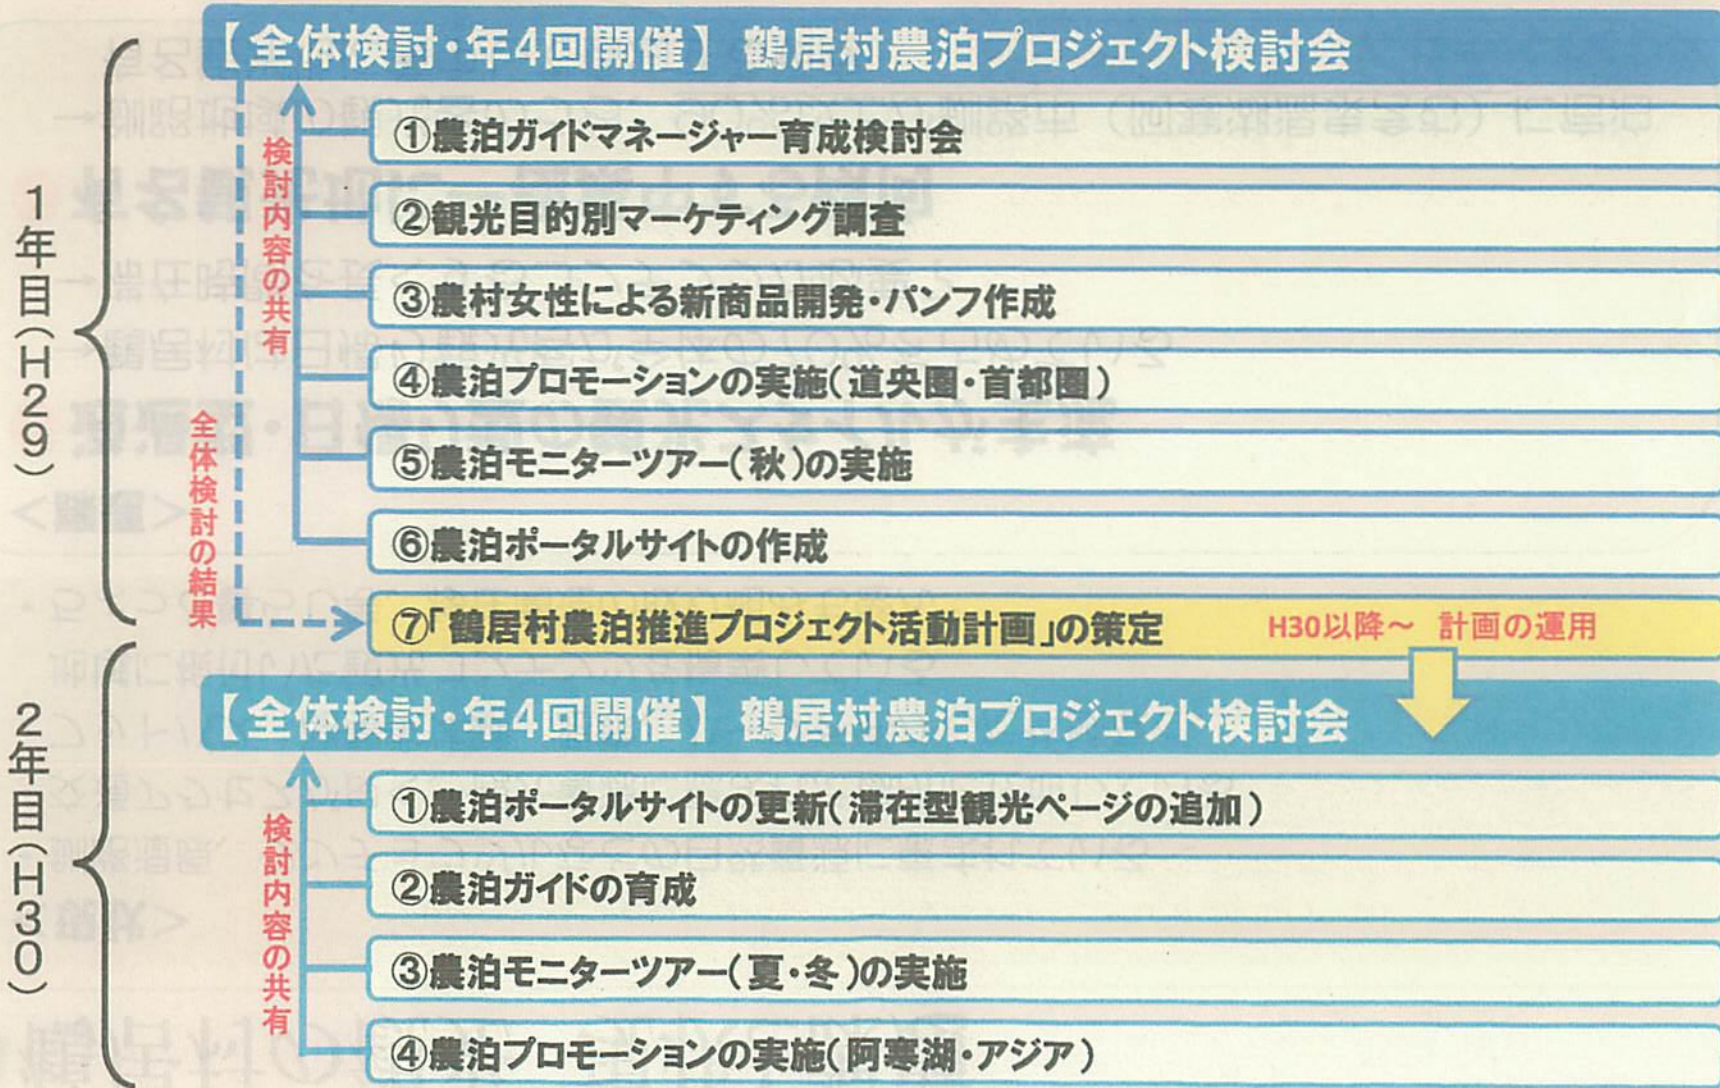 1年目(H29)
【全体検討・年4回開催】 鶴居村農泊プロジェクト検討会
検討内容の共有
①農泊ガイドマネージャー育成検討会
②観光目的別マーケティング調査
③農村女性による新商品開発・パンフ作成
④農泊プロモーションの実施(道央圏・首都圏)
⑤農泊モニターツアー(秋)の実施
⑥農泊ポータルサイトの作成
全体検討の結果
⑦「鶴居村農泊推進プロジェクト活動計画」の策定 H30以降~ 計画の運用
2年目(H30)
【全体検討・年4回開催】 鶴居村農泊プロジェクト検討会
検討内容の共有
①農泊ポータルサイトの更新(滞在型観光ページの追加)
②農泊ガイドの育成
③農泊モニターツアー(夏・冬)の実施
④農泊プロモーションの実施(阿寒湖・アジア)